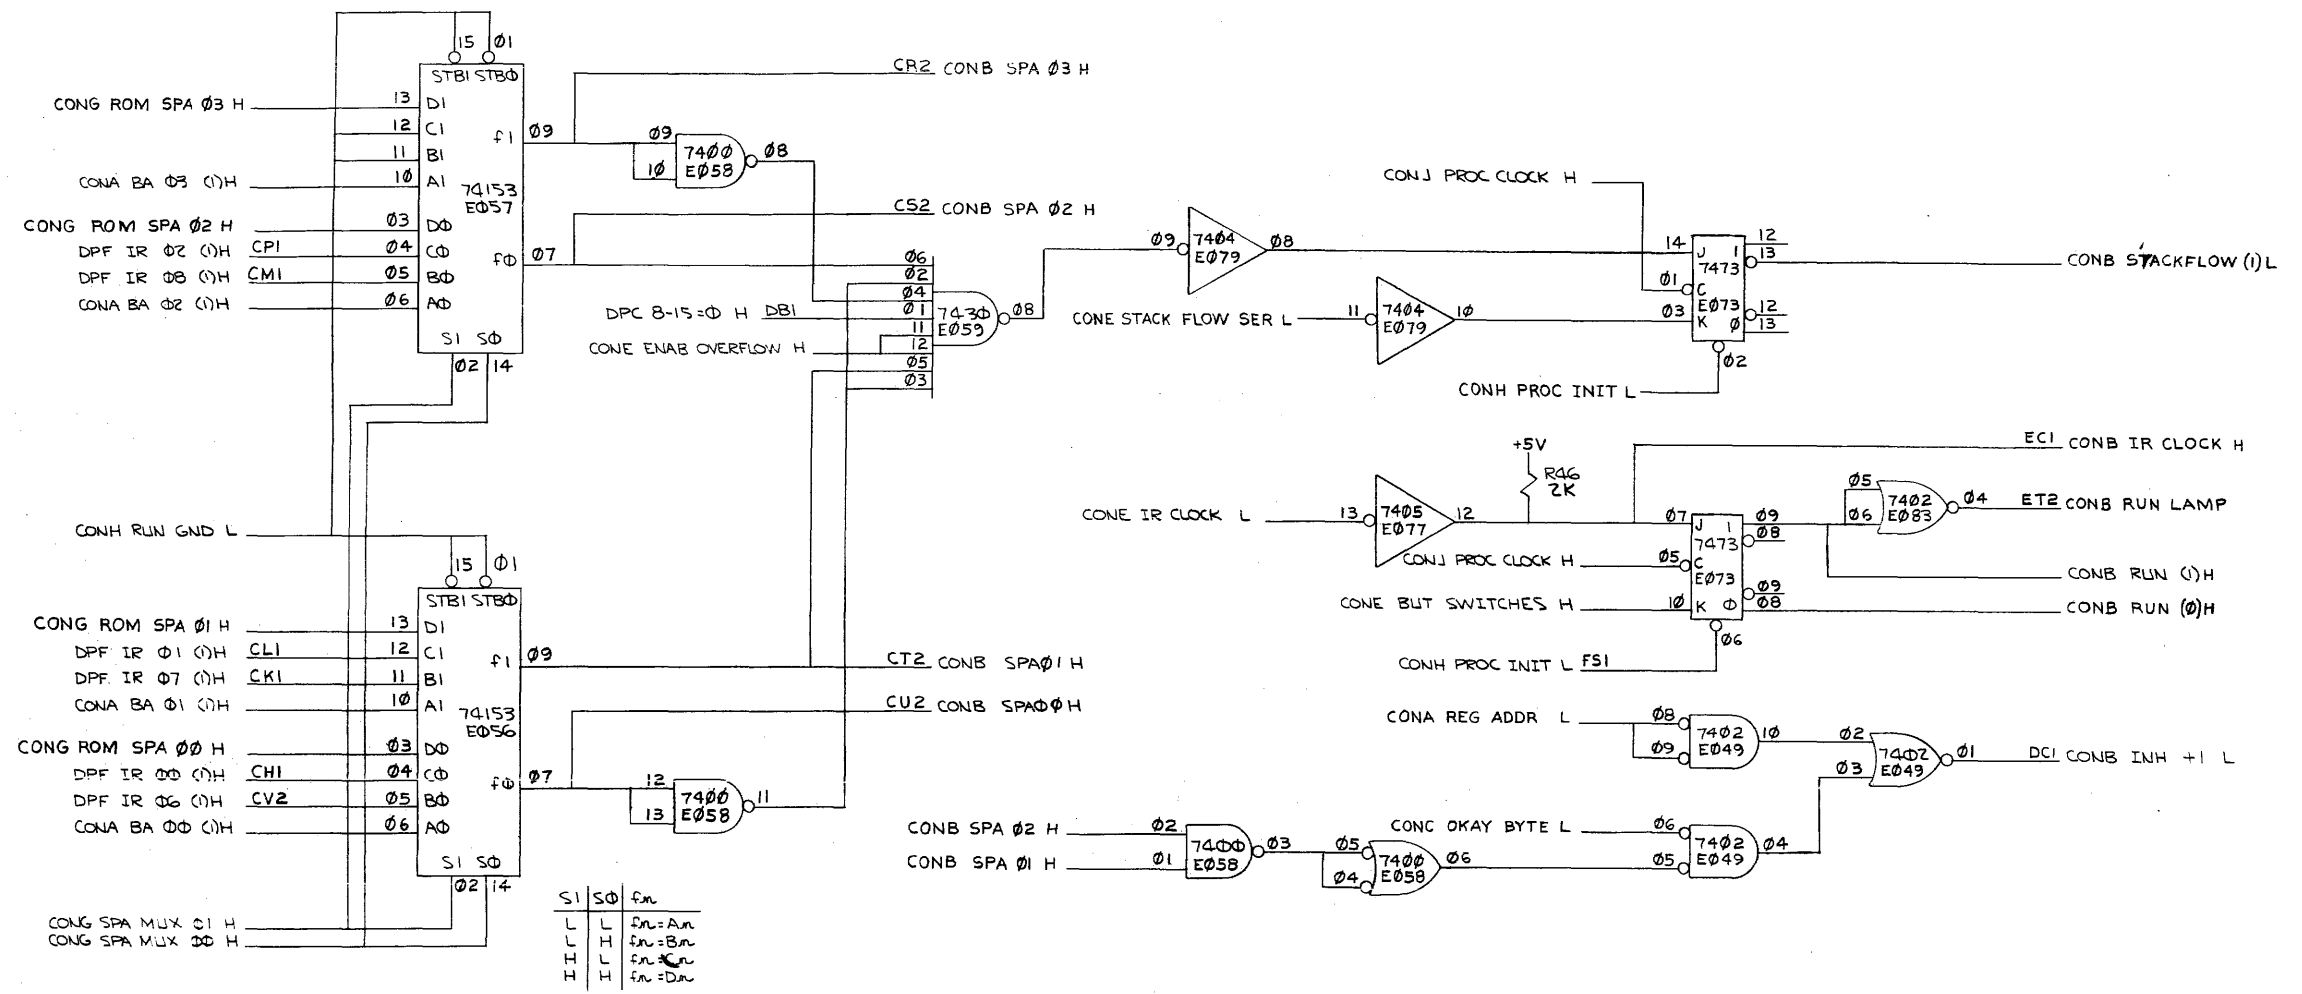 15 Ø1
STB1 STBØ
CONG ROM SPA Ø3 H 13 D1
12 C1
11 B1
CONA BA Ø3 (1)H 1Ø A1
f1 Ø9
74153
EØ57
CONG ROM SPA Ø2 H Ø3 DØ
DPF IR Ø2 (1)H CP1 Ø4 CØ
DPF IR Ø8 (1)H CM1 Ø5 BØ
CONA BA Ø2 (1)H Ø6 AØ
fØ Ø7
S1 SØ
Ø2 14
CR2 CONB SPA Ø3 H
Ø9
1Ø
74ØØ
EØ58
Ø8
CS2 CONB SPA Ø2 H
Ø6
Ø2
Ø4
DPC 8-15=Ø H DB1 Ø1
11
CONE ENAB OVERFLOW H 12
Ø5
Ø3
743Ø
EØ59
Ø8
Ø9 74Ø4 Ø8
EØ79
CONE STACK FLOW SER L 11 74Ø4 1Ø
EØ79
CONJ PROC CLOCK H
14 J 1 12
7473 13
Ø1 C
EØ73 12
Ø3 K Ø 13
Ø2
CONH PROC INIT L
CONB STACKFLOW (1) L
CONH RUN GND L
15 Ø1
STB1 STBØ
CONG ROM SPA Ø1 H 13 D1
DPF IR Ø1 (1)H CL1 12 C1
DPF IR Ø7 (1)H CK1 11 B1
CONA BA Ø1 (1)H 1Ø A1
f1 Ø9
74153
EØ56
CONG ROM SPA ØØ H Ø3 DØ
DPF IR ØØ (1)H CH1 Ø4 CØ
DPF IR Ø6 (1)H CV2 Ø5 BØ
CONA BA ØØ (1)H Ø6 AØ
fØ Ø7
S1 SØ
Ø2 14
CONG SPA MUX Ø1 H
CONG SPA MUX ØØ H
CT2 CONB SPAØ1 H
CU2 CONB SPAØØ H
12
13
74ØØ
EØ58
11
S1 SØ fn
L L fn=An
L H fn=Bn
H L fn=Cn
H H fn=Dn
+5V
R46
2K
EC1 CONB IR CLOCK H
CONE IR CLOCK L 13 74Ø5 12
EØ77
CONJ PROC CLOCK H
CONE BUT SWITCHES H
Ø7 J 1 Ø9
7473 Ø8
Ø5 C
EØ73 Ø9
1Ø K Ø Ø8
Ø6
CONH PROC INIT L FS1
Ø5
Ø6
74Ø2
EØ83
Ø4 ET2 CONB RUN LAMP
CONB RUN (1)H
CONB RUN (Ø)H
CONA REG ADDR L Ø8
Ø9
74Ø2
EØ49
1Ø Ø2
Ø3
74Ø2
EØ49
Ø1 DC1 CONB INH +1 L
CONB SPA Ø2 H Ø2
CONB SPA Ø1 H Ø1
74ØØ
EØ58
Ø3 Ø5
Ø4
74ØØ
EØ58
Ø6
CONC OKAY BYTE L Ø6
Ø5
74Ø2
EØ49
Ø4